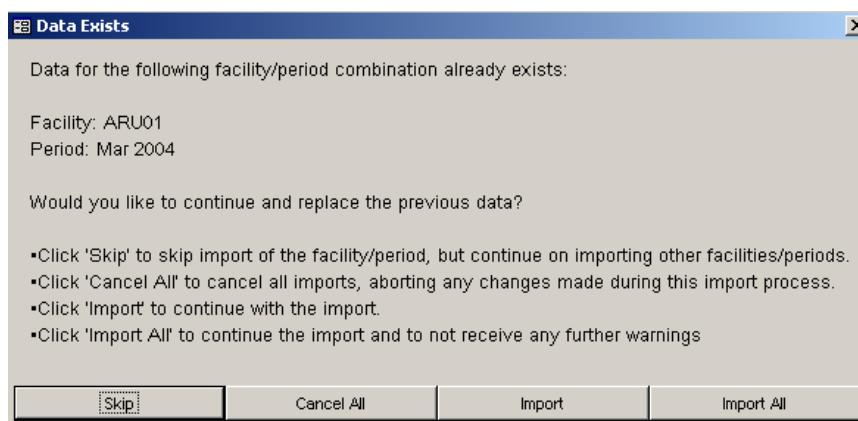 Data Exists
Data for the following facility/period combination already exists:
Facility: ARU01
Period: Mar 2004
Would you like to continue and replace the previous data?
▪Click 'Skip' to skip import of the facility/period, but continue on importing other facilities/periods.
▪Click 'Cancel All' to cancel all imports, aborting any changes made during this import process.
▪Click 'Import' to continue with the import.
▪Click 'Import All' to continue the import and to not receive any further warnings
Skip Cancel All Import Import All